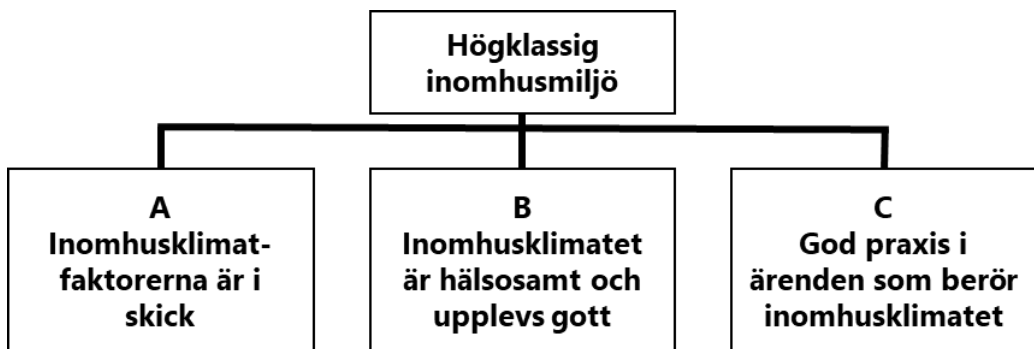 Högklassig
inomhusmiljö
A
Inomhusklimat-
faktorerna är i
skick
B
Inomhusklimatet
är hälsosamt och
upplevs gott
C
God praxis i
ärenden som berör
inomhusklimatet